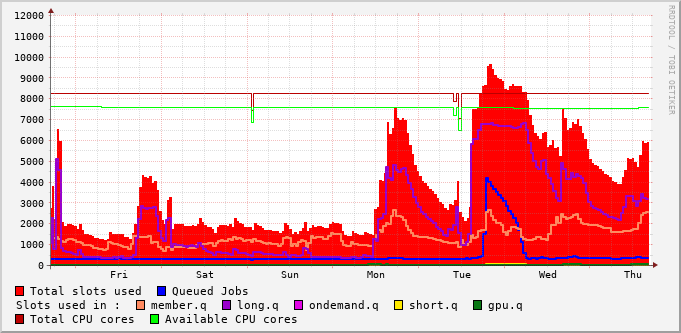 12000
11000
10000
9000
8000
7000
6000
5000
4000
3000
2000
1000
0
Fri Sat Sun Mon Tue Wed Thu
RRDTOOL / TOBI OETIKER
Total slots used Queued Jobs
Slots used in : member.q long.q ondemand.q short.q gpu.q
Total CPU cores Available CPU cores